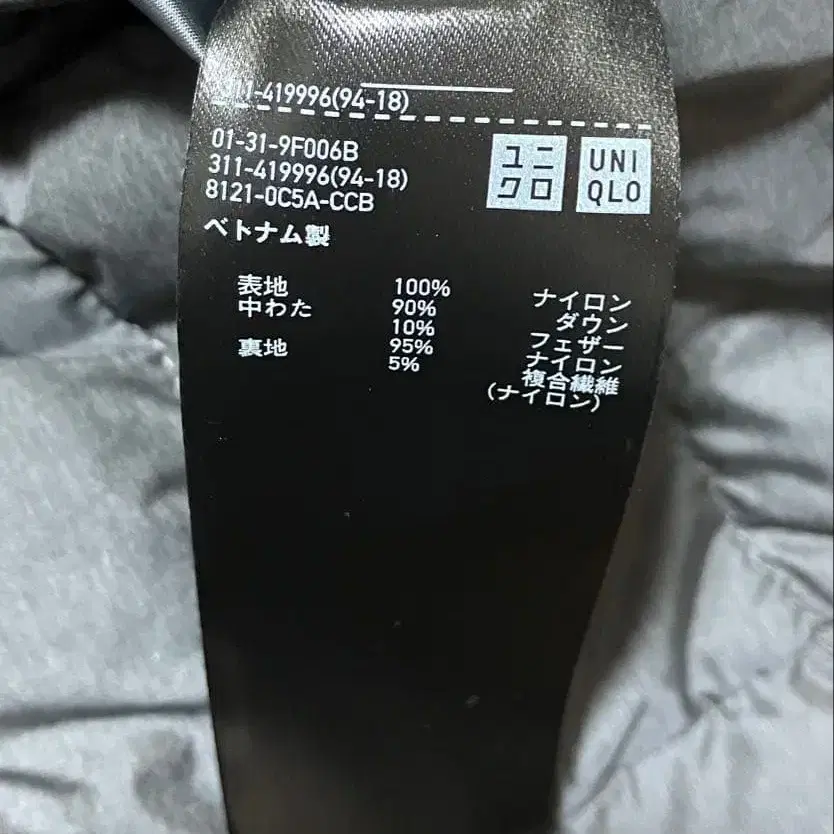 311-419996(94-18)
01-31-9F006B
311-419996(94-18)
8121-0C5A-CCB
ユニ
クロ
UNI
QLO
ベトナム製
表地 100% ナイロン
中わた 90% ダウン
10% フェザー
裏地 95% ナイロン
5% 複合繊維
(ナイロン)